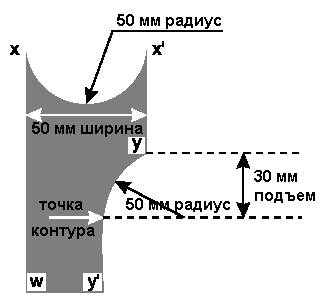 50 мм радиус
x x'
50 мм ширина
y
30 мм
подъем
точка
контура
50 мм радиус
w y'